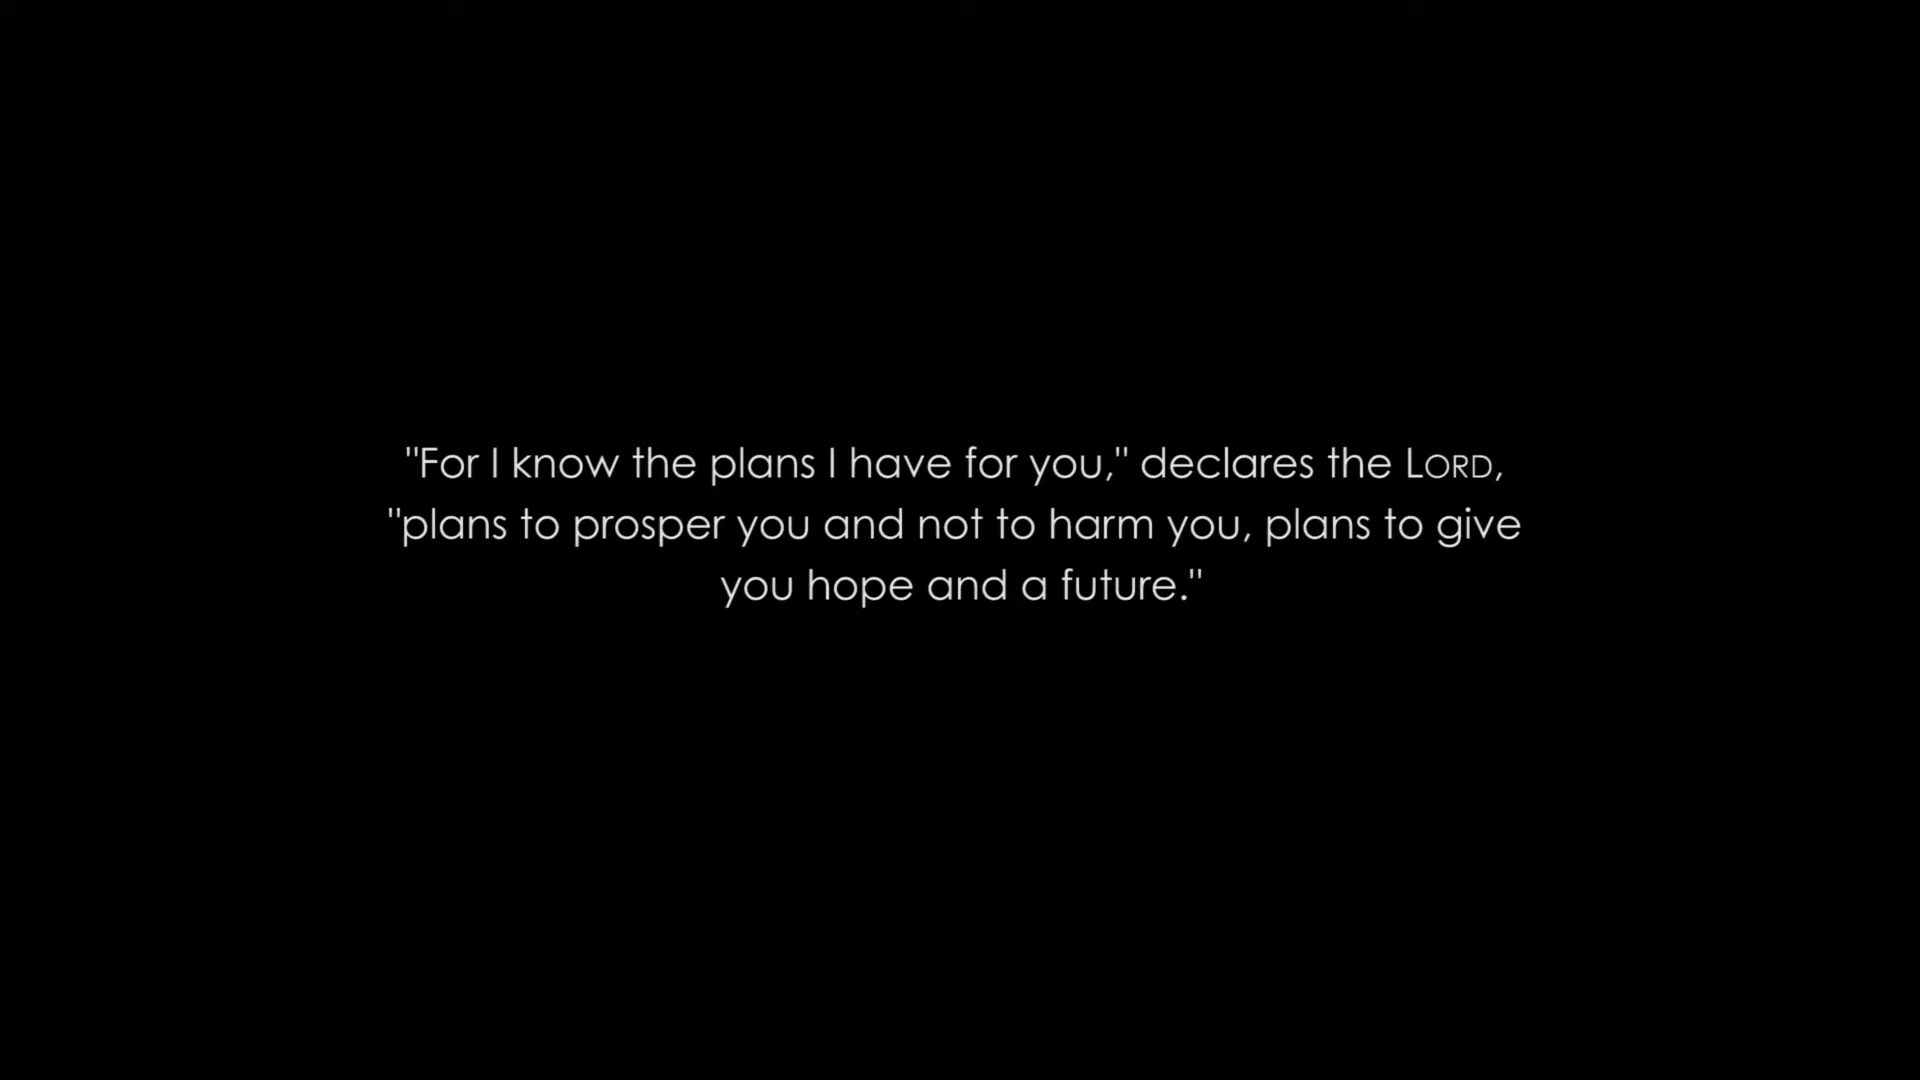 "For I know the plans I have for you," declares the LORD,
"plans to prosper you and not to harm you, plans to give
you hope and a future."